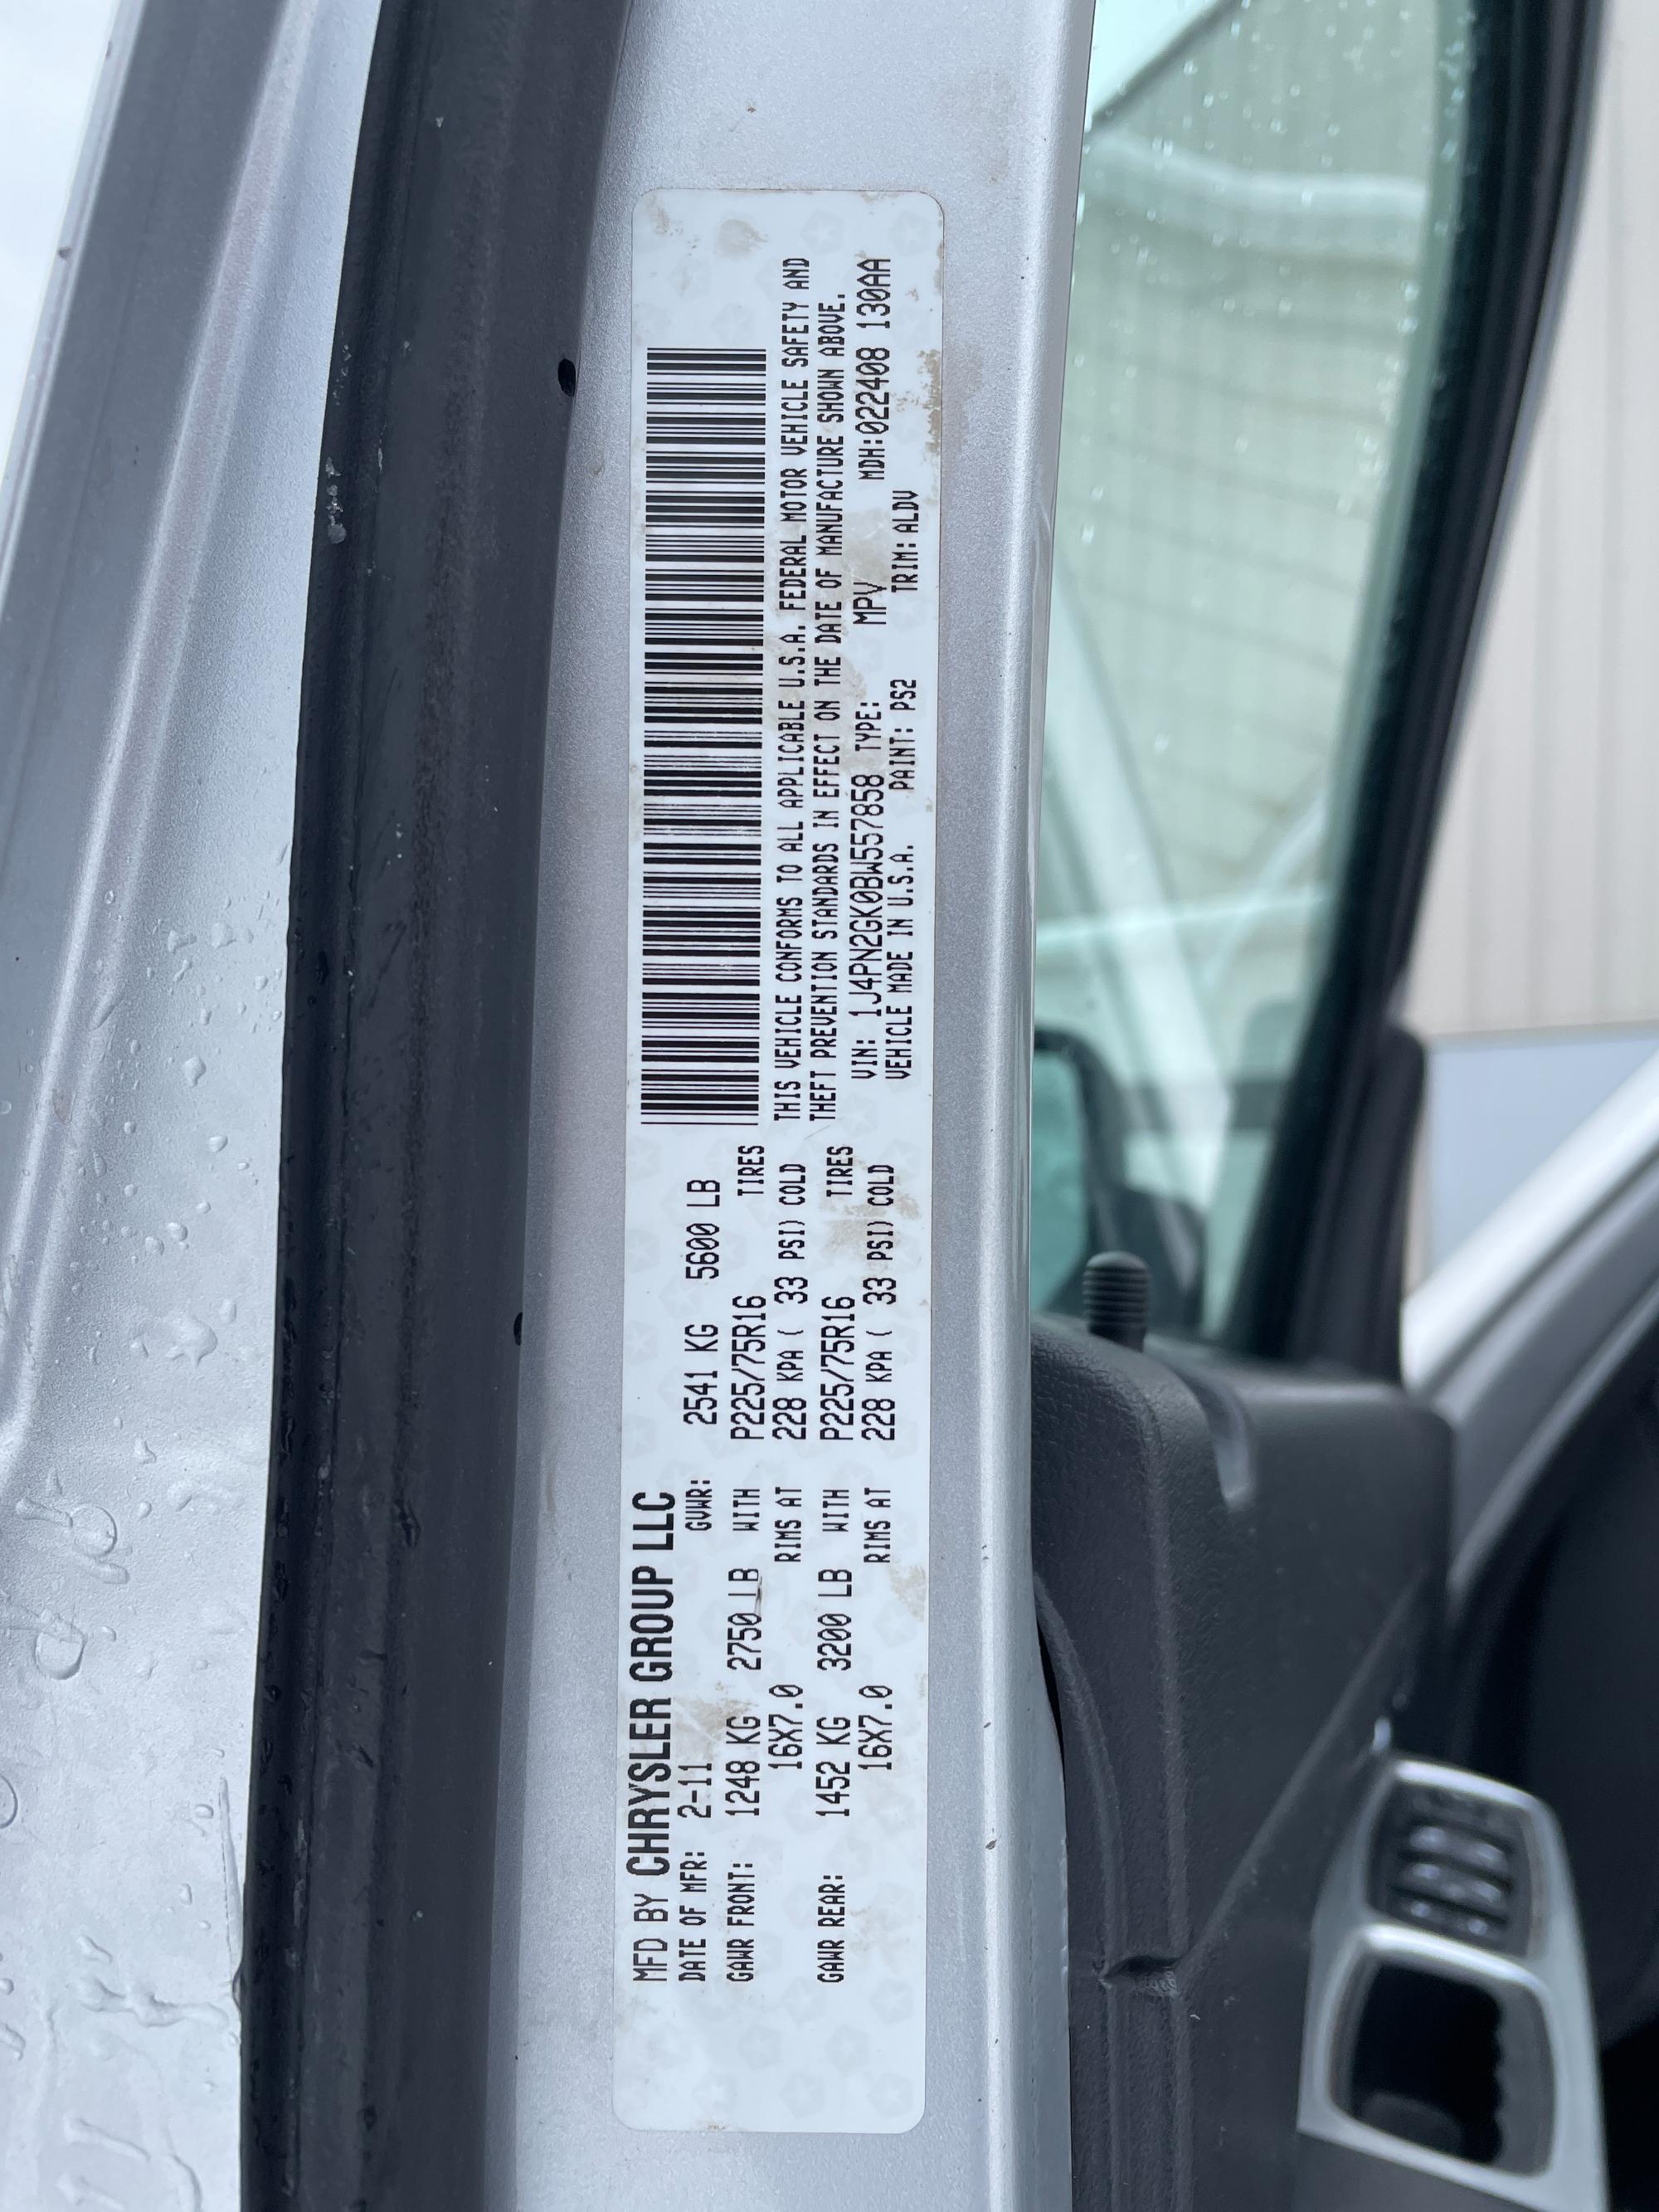 MFD BY CHRYSLER GROUP LLC
DATE OF MFR: 2-11 GVWR: 2541 KG 5600 LB
GAWR FRONT: 1248 KG 2750 LB WITH P225/75R16 TIRES
16X7.0 RIMS AT 228 KPA ( 33 PSI) COLD
GAWR REAR: 1452 KG 3200 LB WITH P225/75R16 TIRES
16X7.0 RIMS AT 228 KPA ( 33 PSI) COLD
THIS VEHICLE CONFORMS TO ALL APPLICABLE U.S.A. FEDERAL MOTOR VEHICLE SAFETY AND
THEFT PREVENTION STANDARDS IN EFFECT ON THE DATE OF MANUFACTURE SHOWN ABOVE.
VIN: 1J4PN2GK0BW557858 TYPE: MPV MDH:022408 130AA
VEHICLE MADE IN U.S.A. PAINT: PS2 TRIM: ALDV